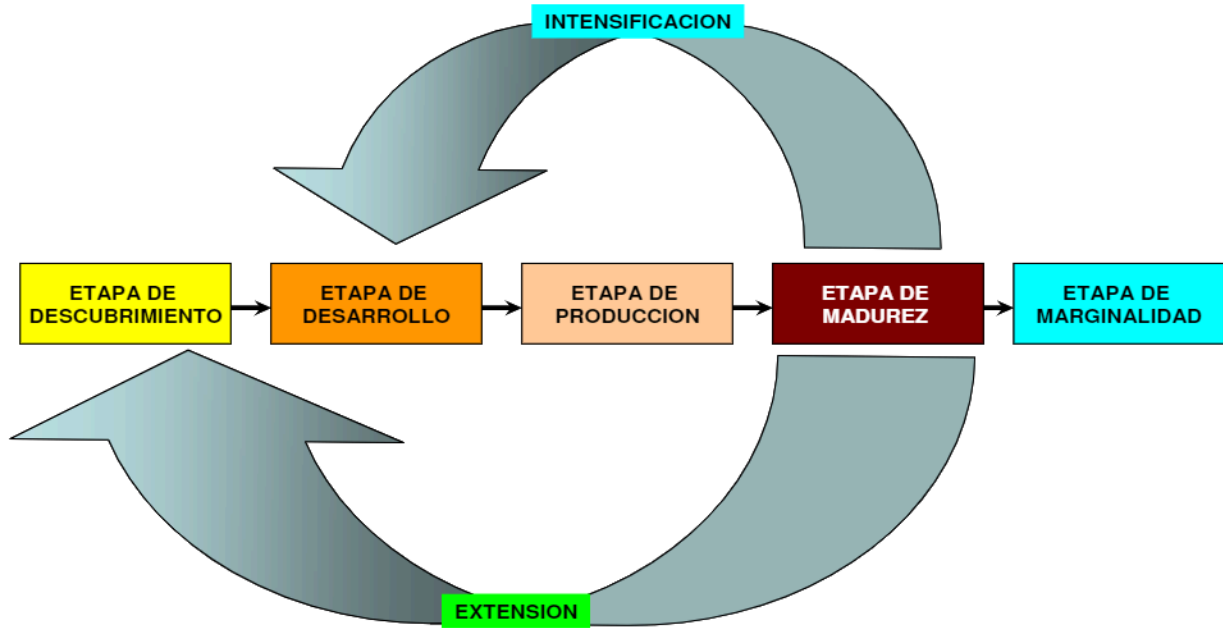 INTENSIFICACION
ETAPA DE
DESCUBRIMIENTO
ETAPA DE
DESARROLLO
ETAPA DE
PRODUCCION
ETAPA DE
MADUREZ
ETAPA DE
MARGINALIDAD
EXTENSION